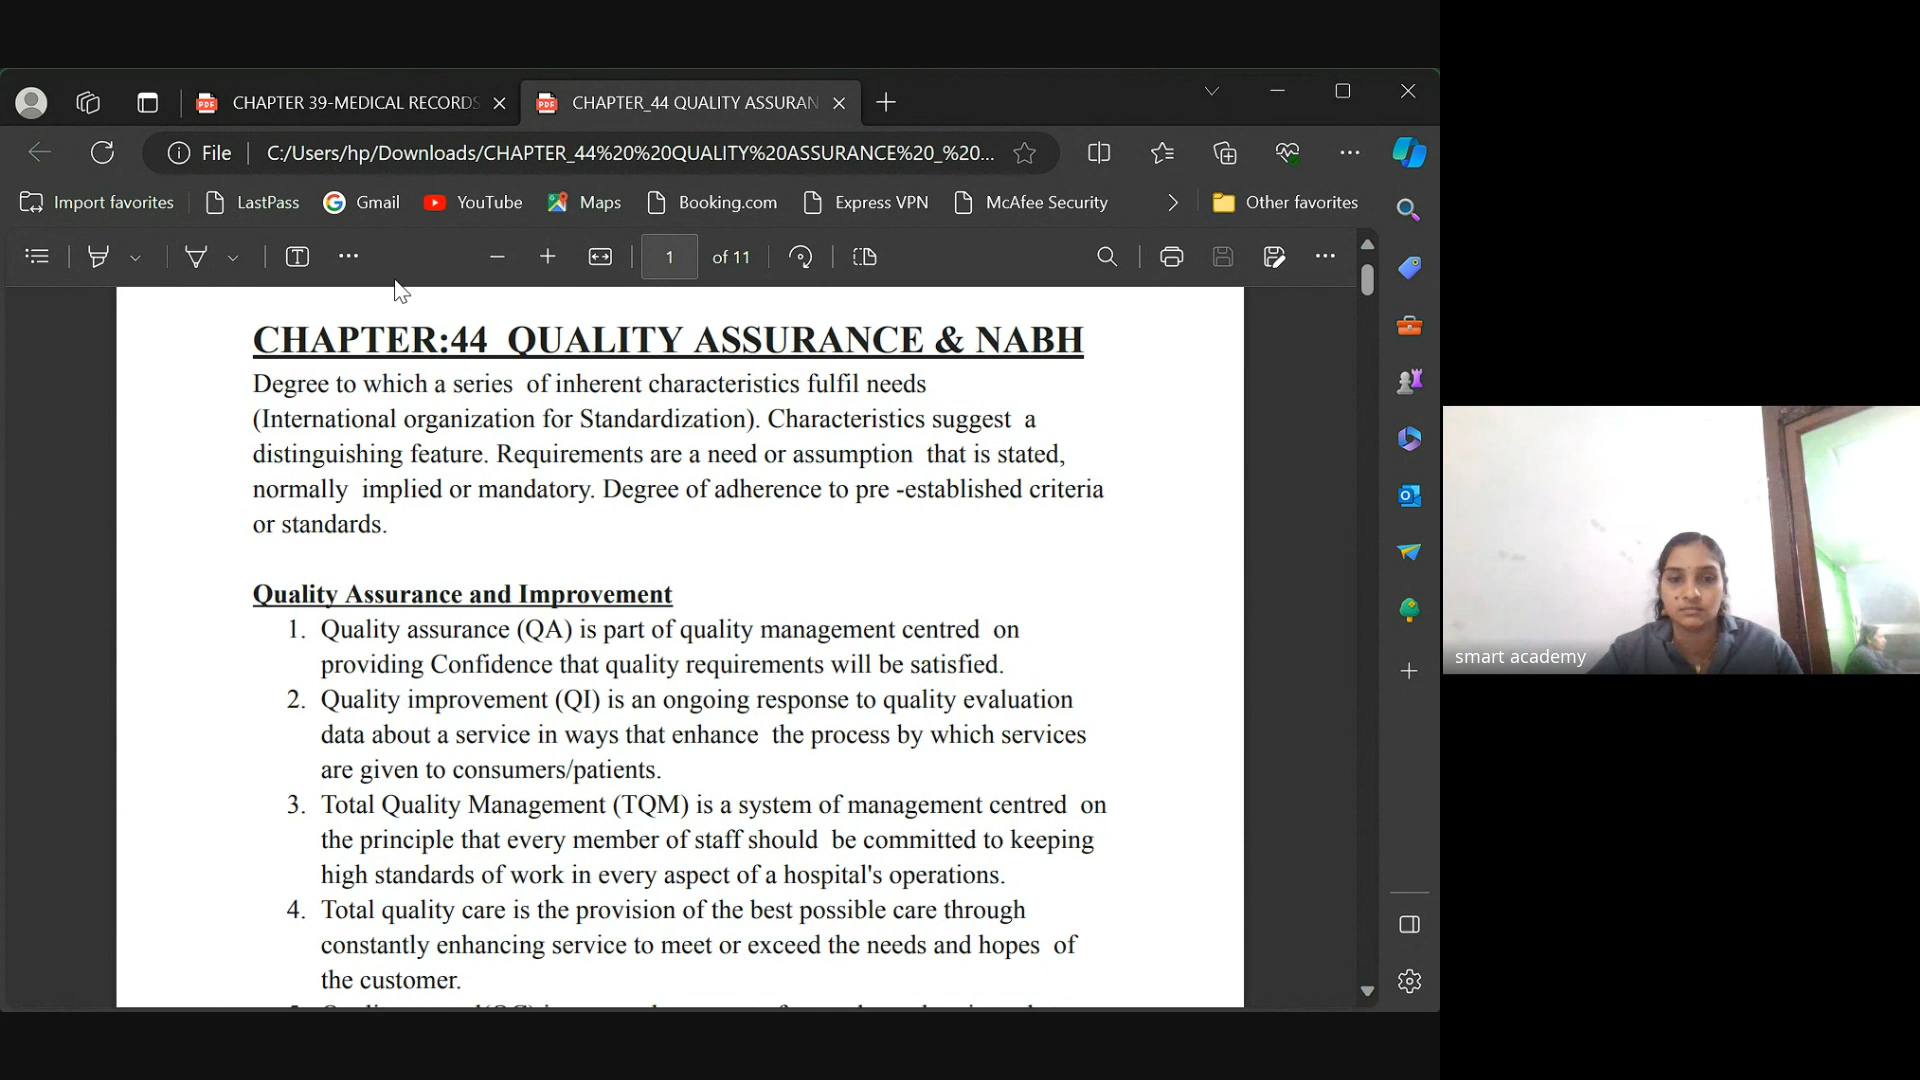 CHAPTER 39-MEDICAL RECORDS
CHAPTER_44 QUALITY ASSURAN
File
C:/Users/hp/Downloads/CHAPTER_44%20%20QUALITY%20ASSURANCE%20_%20...
Import favorites
LastPass
Gmail
YouTube
Maps
Booking.com
Express VPN
McAfee Security
Other favorites
1 of 11
CHAPTER:44 QUALITY ASSURANCE & NABH
Degree to which a series of inherent characteristics fulfil needs
(International organization for Standardization). Characteristics suggest a
distinguishing feature. Requirements are a need or assumption that is stated,
normally implied or mandatory. Degree of adherence to pre -established criteria
or standards.
Quality Assurance and Improvement
1. Quality assurance (QA) is part of quality management centred on
providing Confidence that quality requirements will be satisfied.
2. Quality improvement (QI) is an ongoing response to quality evaluation
data about a service in ways that enhance the process by which services
are given to consumers/patients.
3. Total Quality Management (TQM) is a system of management centred on
the principle that every member of staff should be committed to keeping
high standards of work in every aspect of a hospital's operations.
4. Total quality care is the provision of the best possible care through
constantly enhancing service to meet or exceed the needs and hopes of
the customer.
smart academy